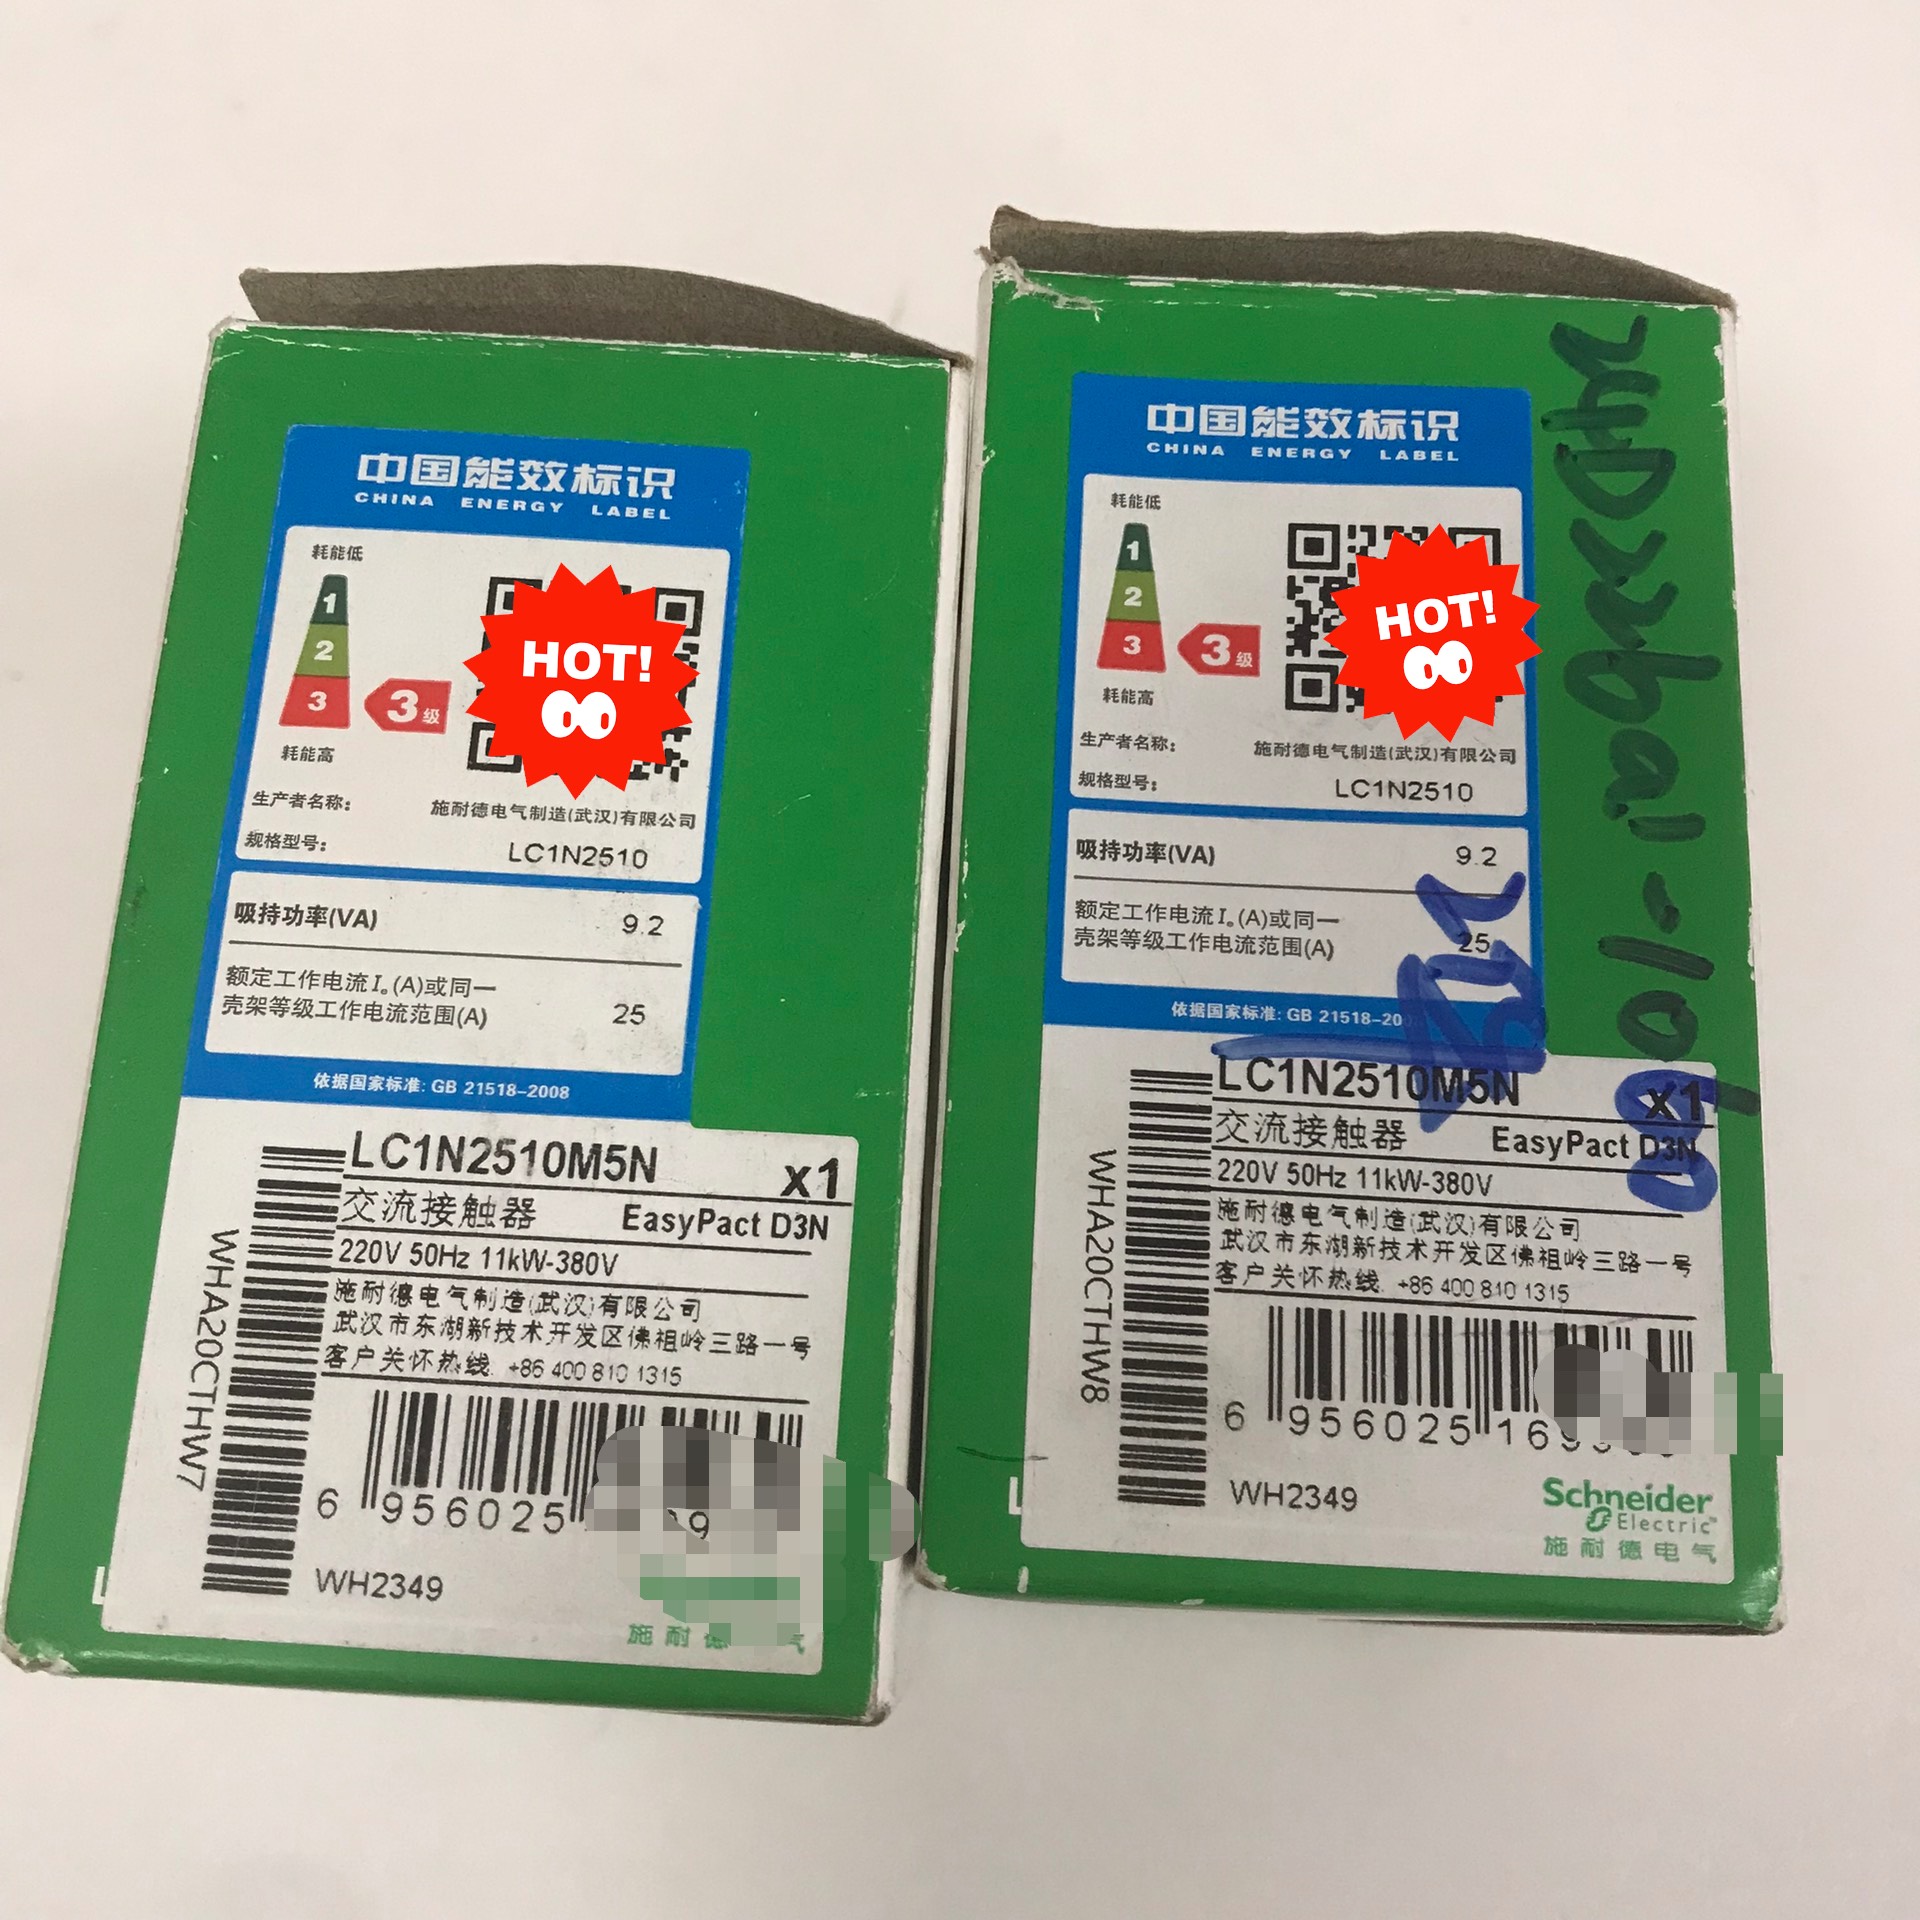 中国能效标识
CHINA ENERGY LABEL
耗能低
1
2
3
3级
耗能高
HOT!
生产者名称：
施耐德电气制造(武汉)有限公司
规格型号：
LC1N2510
吸持功率(VA)
9.2
额定工作电流Iₑ(A)或同一
壳架等级工作电流范围(A)
25
依据国家标准: GB 21518-2008
LC1N2510M5N x1
交流接触器 EasyPact D3N
220V 50Hz 11kW-380V
施耐德电气制造(武汉)有限公司
武汉市东湖新技术开发区佛祖岭三路一号
客户关怀热线. +86 400 810 1315
WHA20CTHW7
6 956025
WH2349
施耐德
中国能效标识
CHINA ENERGY LABEL
耗能低
1
2
3
3级
耗能高
HOT!
生产者名称：
施耐德电气制造(武汉)有限公司
规格型号：
LC1N2510
吸持功率(VA)
9.2
额定工作电流Iₑ(A)或同一
壳架等级工作电流范围(A)
25
依据国家标准: GB 21518-20
LC1N2510M5N x1
交流接触器 EasyPact D3N
220V 50Hz 11kW-380V
施耐德电气制造(武汉)有限公司
武汉市东湖新技术开发区佛祖岭三路一号
客户关怀热线. +86 400 810 1315
WHA20CTHW8
6 956025 169
WH2349
Schneider
Electric™
施耐德电气